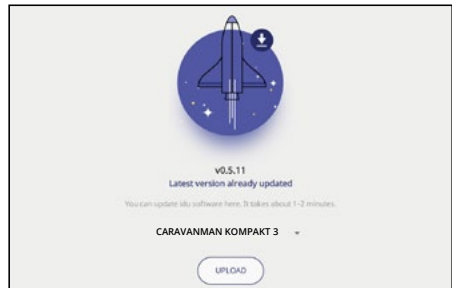 v0.5.11
Latest version already updated
You can update idu software here. It takes about 1-2 minutes.
CARAVANMAN KOMPAKT 3
UPLOAD